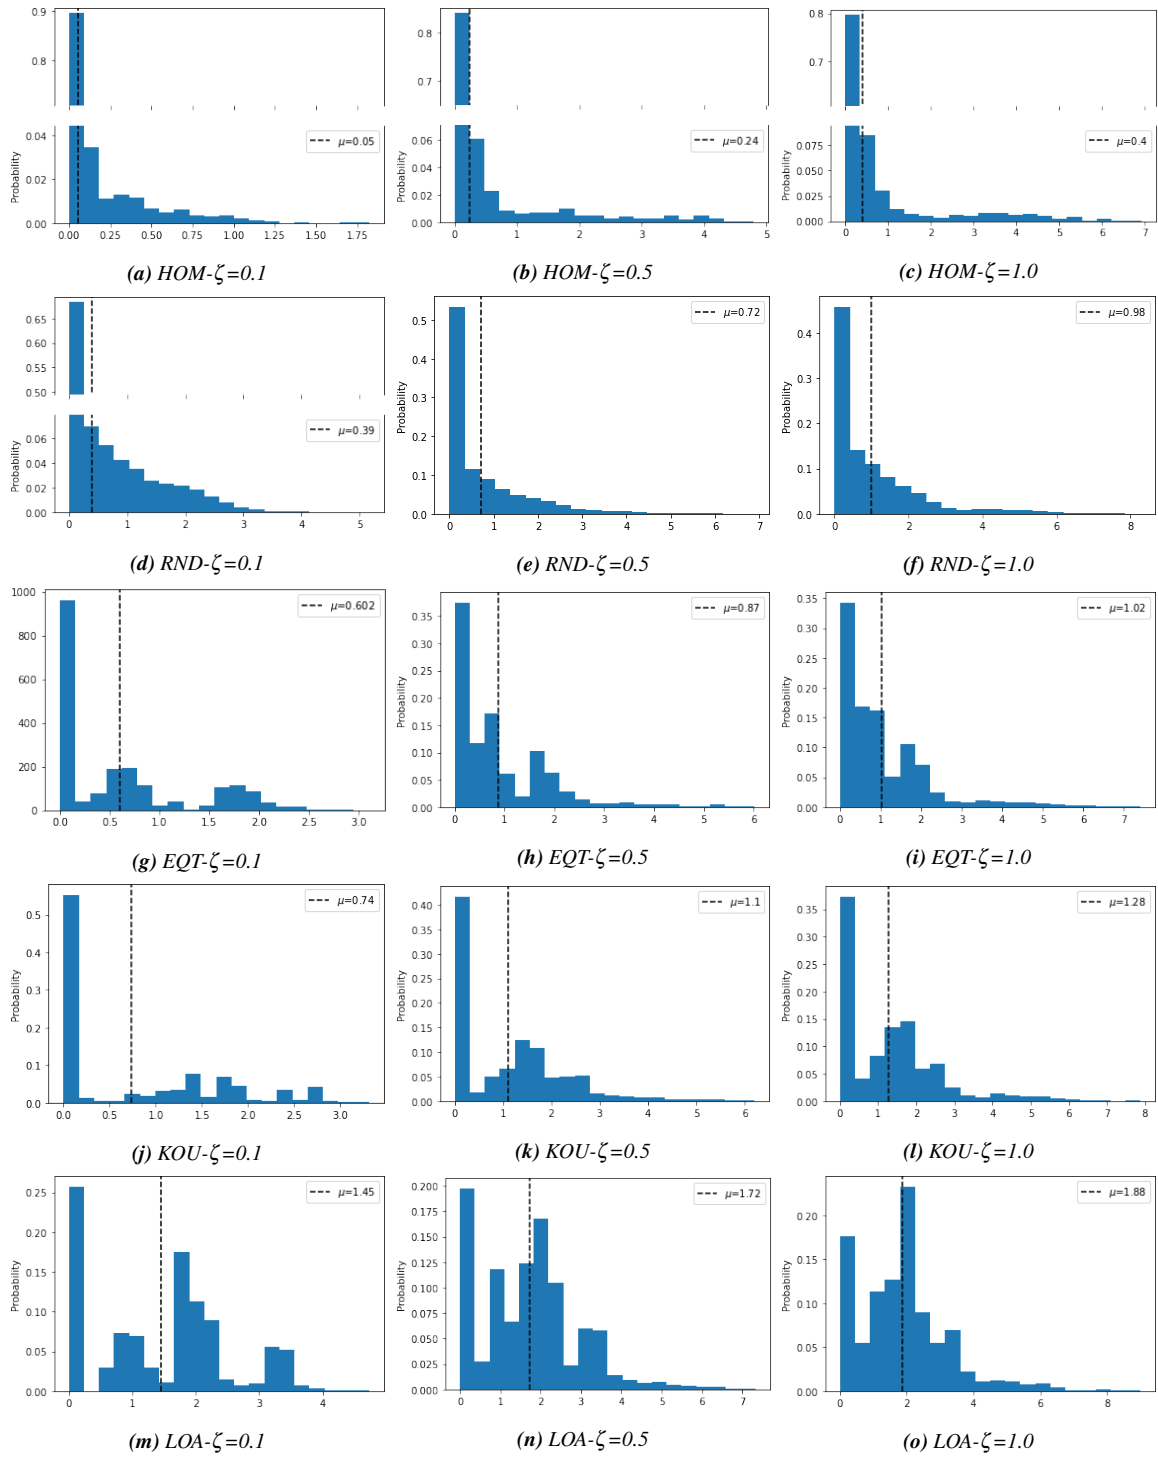 0.9
0.8
0.04
0.02
0.00
Probability
μ=0.05
0.00 0.25 0.50 0.75 1.00 1.25 1.50 1.75
(a) HOM-ζ=0.1
0.8
0.7
0.06
0.04
0.02
0.00
Probability
μ=0.24
0 1 2 3 4 5
(b) HOM-ζ=0.5
0.8
0.7
0.075
0.050
0.025
0.000
Probability
μ=0.4
0 1 2 3 4 5 6 7
(c) HOM-ζ=1.0
0.65
0.60
0.55
0.50
0.06
0.04
0.02
0.00
Probability
μ=0.39
0 1 2 3 4 5
(d) RND-ζ=0.1
0.5
0.4
0.3
0.2
0.1
0.0
Probability
μ=0.72
0 1 2 3 4 5 6 7
(e) RND-ζ=0.5
0.4
0.3
0.2
0.1
0.0
Probability
μ=0.98
0 2 4 6 8
(f) RND-ζ=1.0
1000
800
600
400
200
0
μ=0.602
0.0 0.5 1.0 1.5 2.0 2.5 3.0
(g) EQT-ζ=0.1
0.35
0.30
0.25
0.20
0.15
0.10
0.05
0.00
Probability
μ=0.87
0 1 2 3 4 5 6
(h) EQT-ζ=0.5
0.35
0.30
0.25
0.20
0.15
0.10
0.05
0.00
Probability
μ=1.02
0 1 2 3 4 5 6 7
(i) EQT-ζ=1.0
0.5
0.4
0.3
0.2
0.1
0.0
Probability
μ=0.74
0.0 0.5 1.0 1.5 2.0 2.5 3.0
(j) KOU-ζ=0.1
0.40
0.35
0.30
0.25
0.20
0.15
0.10
0.05
0.00
Probability
μ=1.1
0 1 2 3 4 5 6
(k) KOU-ζ=0.5
0.35
0.30
0.25
0.20
0.15
0.10
0.05
0.00
Probability
μ=1.28
0 1 2 3 4 5 6 7 8
(l) KOU-ζ=1.0
0.25
0.20
0.15
0.10
0.05
0.00
Probability
μ=1.45
0 1 2 3 4
(m) LOA-ζ=0.1
0.200
0.175
0.150
0.125
0.100
0.075
0.050
0.025
0.000
Probability
μ=1.72
0 1 2 3 4 5 6 7
(n) LOA-ζ=0.5
0.20
0.15
0.10
0.05
0.00
Probability
μ=1.88
0 2 4 6 8
(o) LOA-ζ=1.0